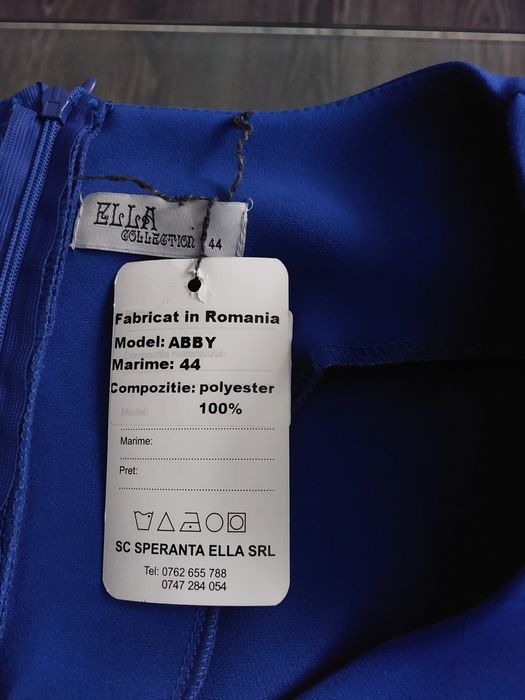 ELLA
COLLECTION 44
Fabricat in Romania
Model: ABBY
Marime: 44
Compozitie: polyester
100%
Model:
Marime:
Pret:
SC SPERANTA ELLA SRL
Tel: 0762 655 788
0747 284 054